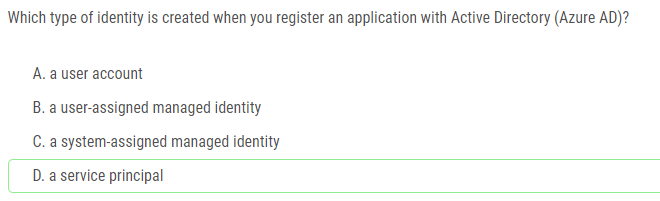 Which type of identity is created when you register an application with Active Directory (Azure AD)?
A. a user account
B. a user-assigned managed identity
C. a system-assigned managed identity
D. a service principal